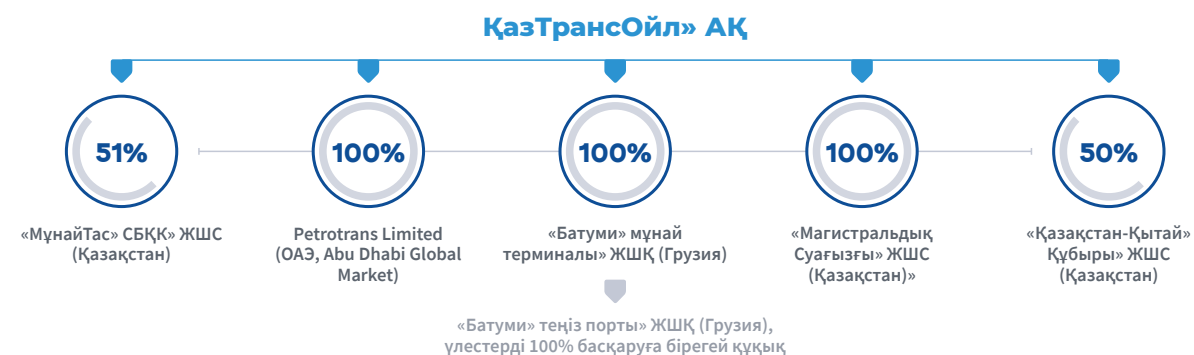 ҚазТрансОйл» АҚ
51%
100%
100%
100%
50%
«МұнайТас» СБҚК» ЖШС
(Қазақстан)
Petrotrans Limited
(ОАЭ, Abu Dhabi Global
Market)
«Батуми» мұнай
терминалы» ЖШҚ (Грузия)
«Магистральдық
Суағызғы» ЖШС
(Қазақстан)»
«Қазақстан-Қытай»
Құбыры» ЖШС
(Қазақстан)
«Батуми» теңіз порты» ЖШҚ (Грузия),
үлестерді 100% басқаруға бірегей құқық